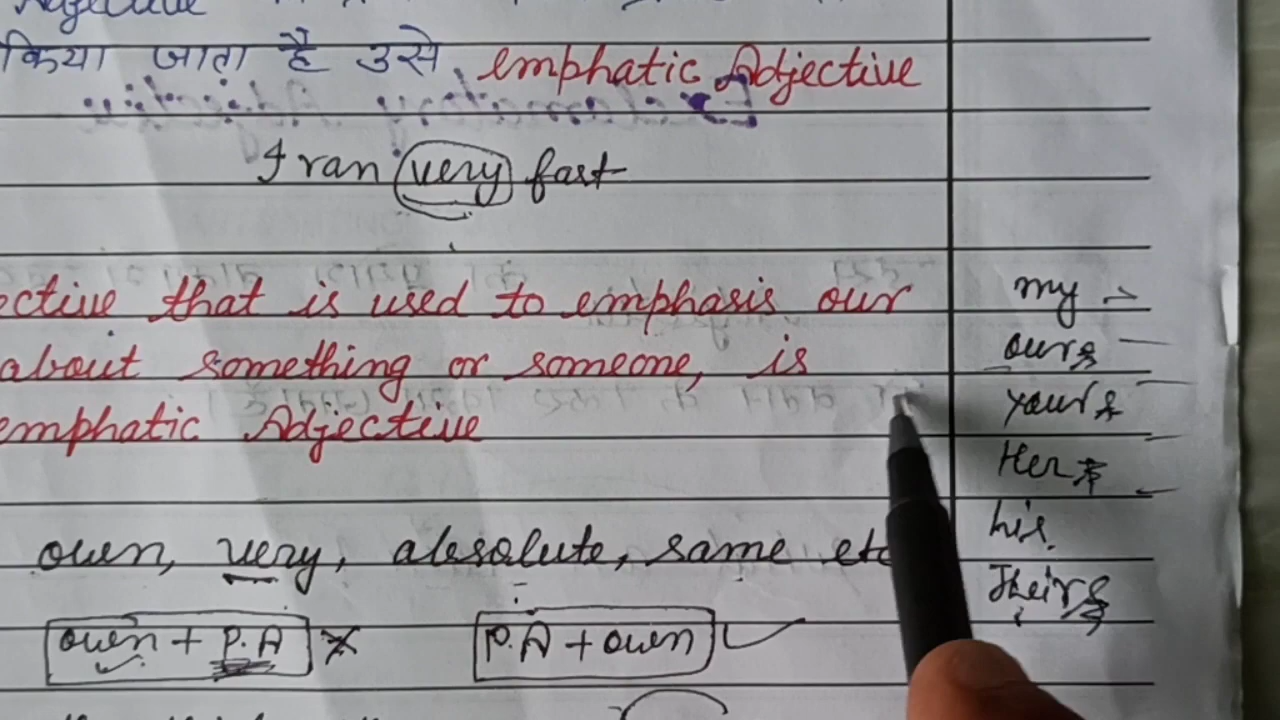 Adjective
किया जाता है उसे emphatic Adjective
I ran very fast
ective that is used to emphasis our
about something or someone, is
emphatic Adjective
own, very, absolute, same etc
own + P.A
P.A + own
my
ours
yours
Hers
his
Theirs